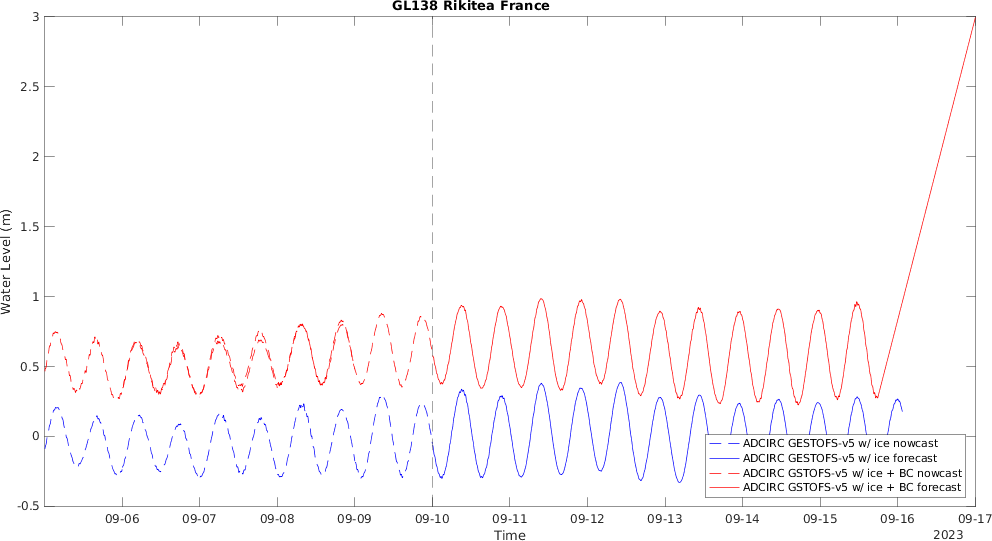 GL138 Rikitea France
3
2.5
2
1.5
1
0.5
0
-0.5
Water Level (m)
ADCIRC GESTOFS-v5 w/ ice nowcast
ADCIRC GESTOFS-v5 w/ ice forecast
ADCIRC GSTOFS-v5 w/ ice + BC nowcast
ADCIRC GSTOFS-v5 w/ ice + BC forecast
09-06 09-07 09-08 09-09 09-10 09-11 09-12 09-13 09-14 09-15 09-16 09-17
Time
2023